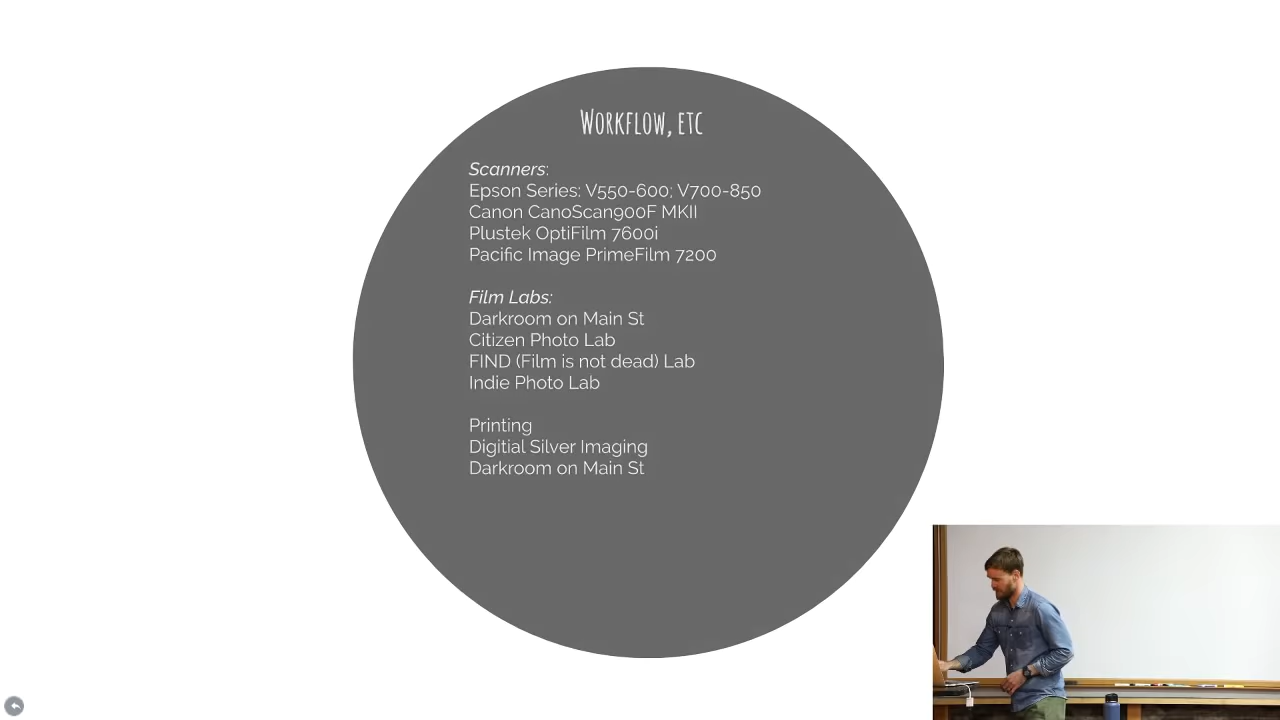 Workflow, etc
Scanners:
Epson Series: V550-600; V700-850
Canon CanoScan900F MKII
Plustek OptiFilm 7600i
Pacific Image PrimeFilm 7200
Film Labs:
Darkroom on Main St
Citizen Photo Lab
FIND (Film is not dead) Lab
Indie Photo Lab
Printing
Digitial Silver Imaging
Darkroom on Main St